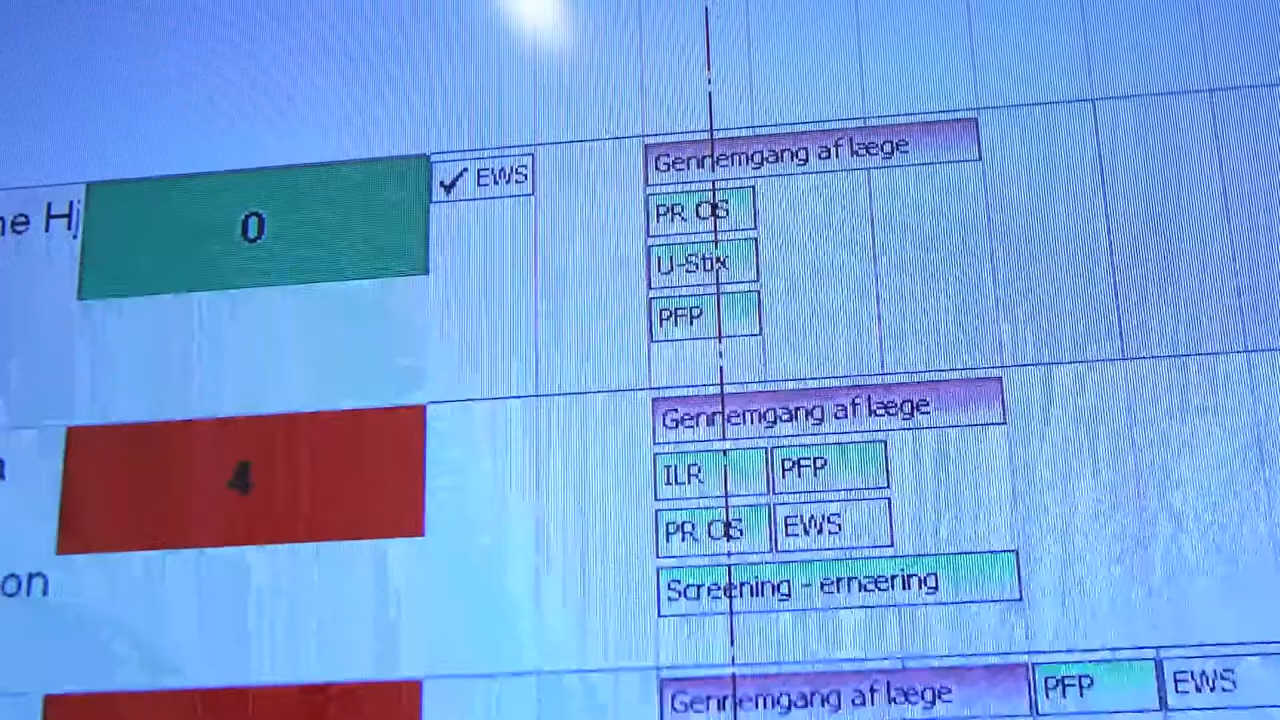 ne Hj
0
✓ EWS
Gennemgang af læge
PR OS
U-Stix
PFP
4
Gennemgang af læge
ILR
PFP
PR OS
EWS
on
Screening - ernæring
Gennemgang af læge
PFP
EWS